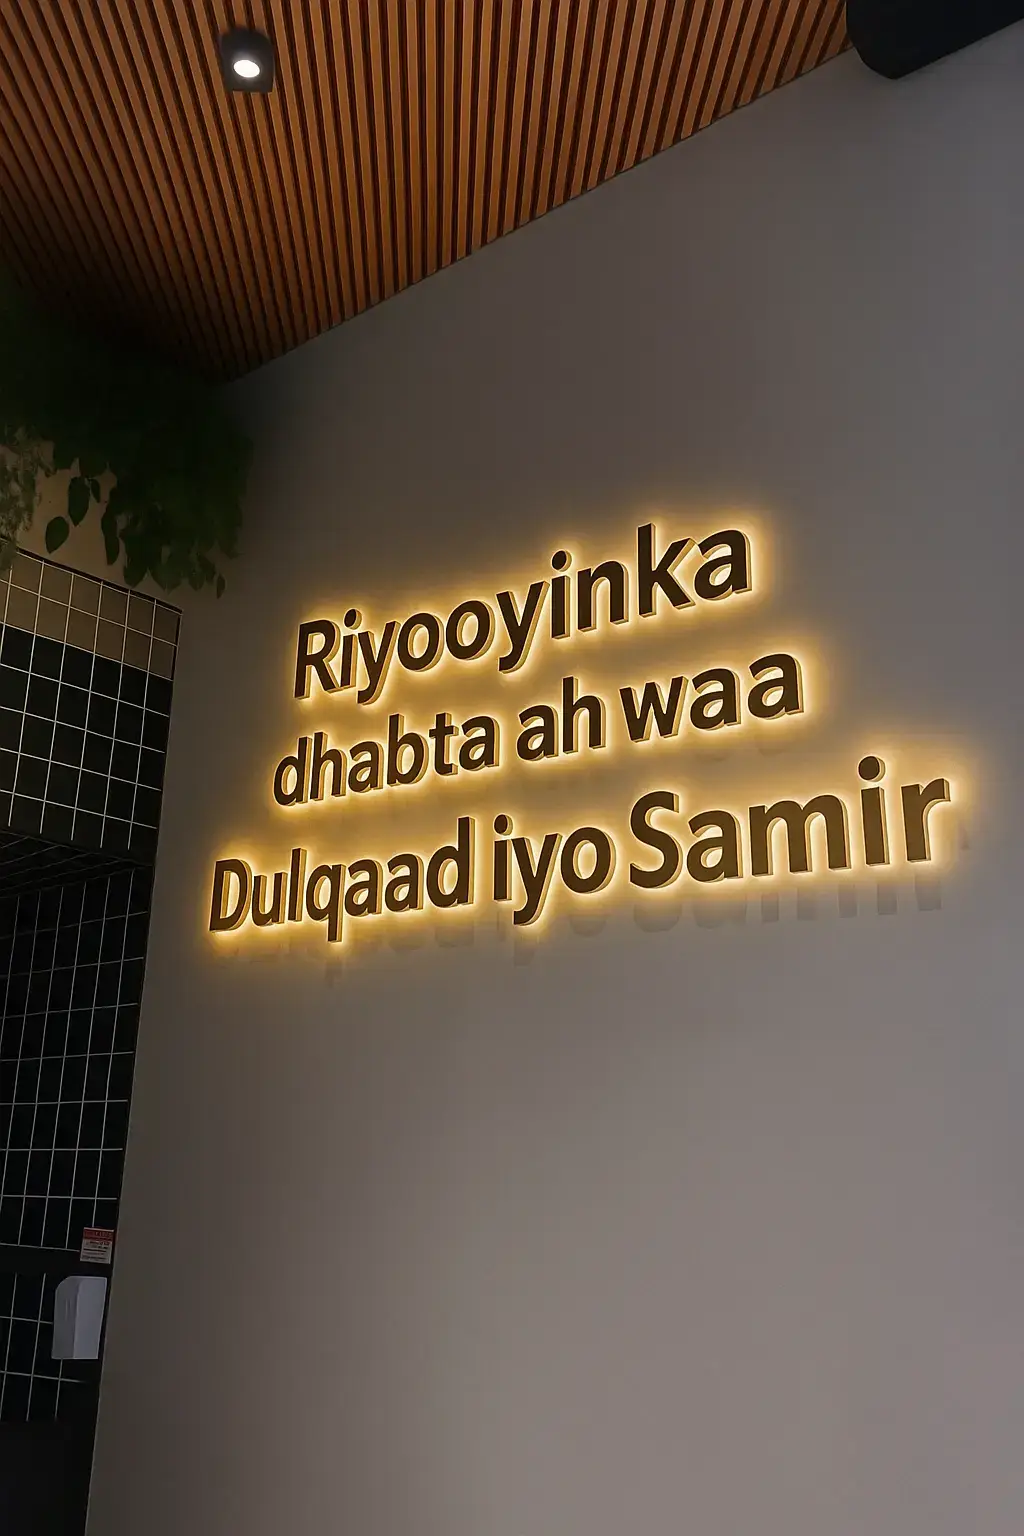 Riyooyinka
dhabta ah waa
Dulqaad iyo Samir